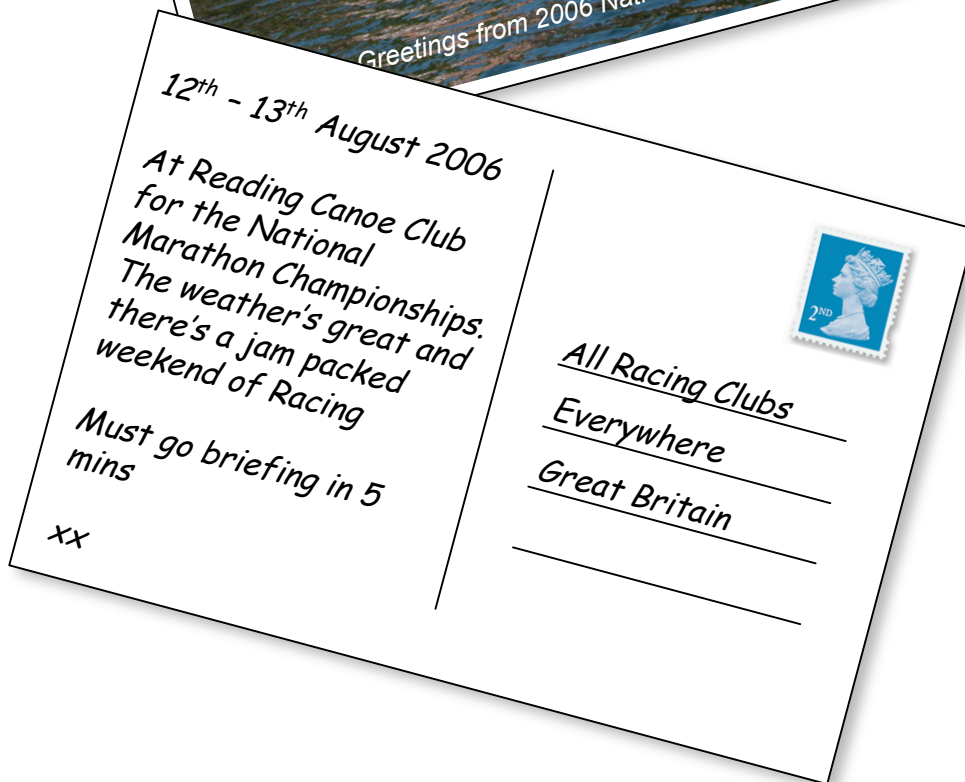 Greetings from 2006
12th - 13th August 2006
At Reading Canoe Club
for the National
Marathon Championships.
The weather's great and
there's a jam packed
weekend of Racing
Must go briefing in 5
mins
xx
2ND
All Racing Clubs
Everywhere
Great Britain